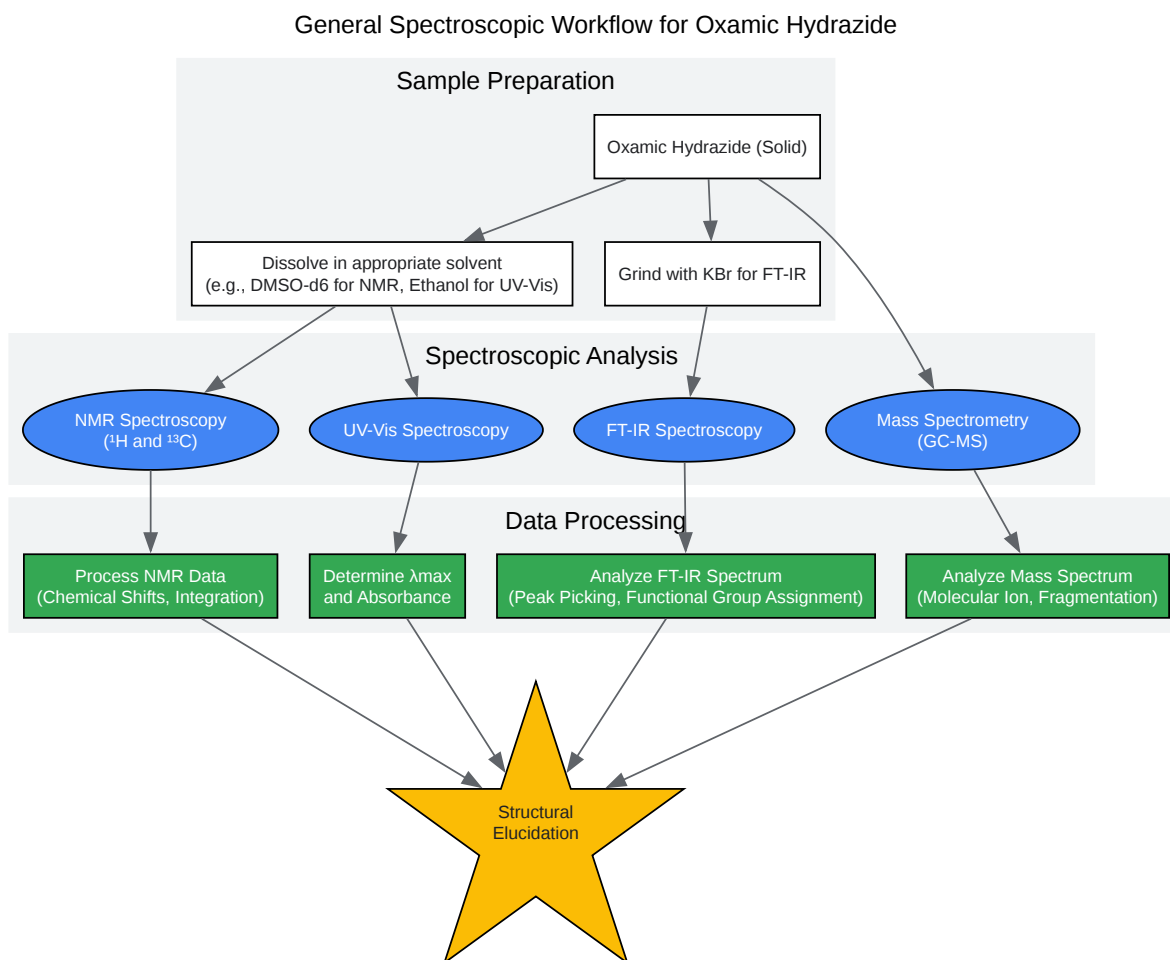 General Spectroscopic Workflow for Oxamic Hydrazide
Sample Preparation
Oxamic Hydrazide (Solid)
Dissolve in appropriate solvent
(e.g., DMSO-d6 for NMR, Ethanol for UV-Vis)
Grind with KBr for FT-IR
Spectroscopic Analysis
NMR Spectroscopy
(¹H and ¹³C)
UV-Vis Spectroscopy
FT-IR Spectroscopy
Mass Spectrometry
(GC-MS)
Data Processing
Process NMR Data
(Chemical Shifts, Integration)
Determine λmax
and Absorbance
Analyze FT-IR Spectrum
(Peak Picking, Functional Group Assignment)
Analyze Mass Spectrum
(Molecular Ion, Fragmentation)
Structural
Elucidation